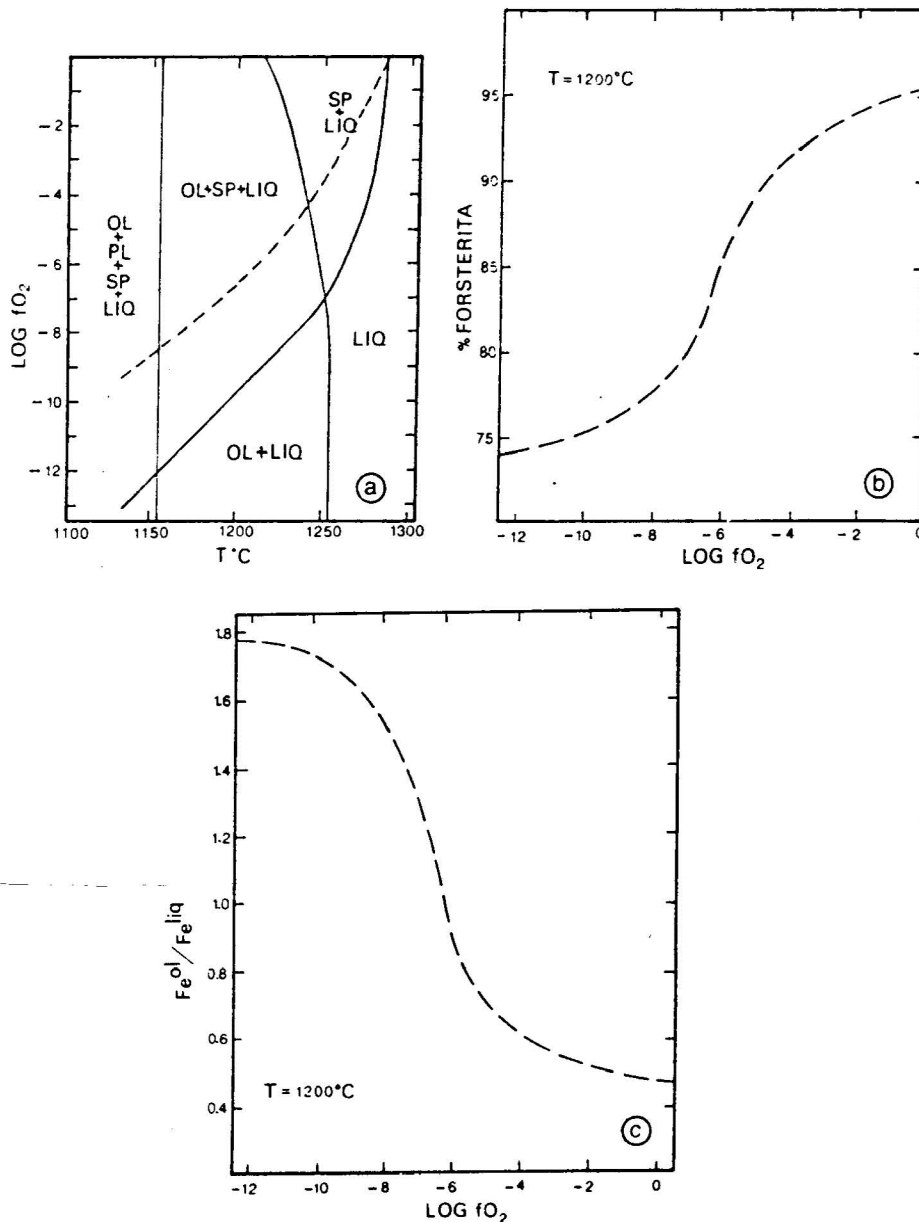 -2
-4
-6
-8
-10
-12
LOG fO₂
1100
1150
1200
1250
1300
T°C
OL
+
PL
+
SP
+
LIQ
OL+SP+LIQ
SP
+
LIQ
LIQ
OL+LIQ
a
T=1200°C
95
90
85
80
75
% FORSTERITA
-12
-10
-8
-6
-4
-2
0
LOG fO₂
b
1.8
1.6
1.4
1.2
1.0
0.8
0.6
0.4
Fe^ol/Fe^liq
T=1200°C
-12
-10
-8
-6
-4
-2
0
LOG fO₂
c